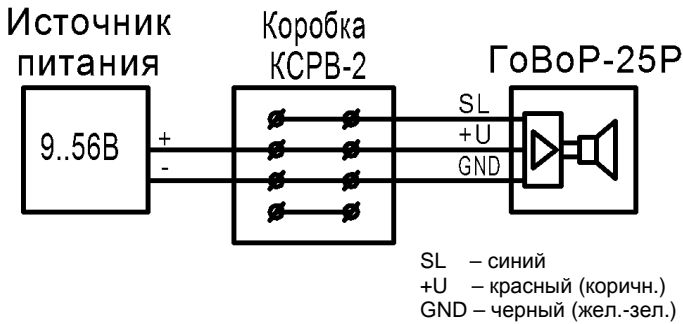 Источник
питания
Коробка
КСРВ-2
ГоВоР-25Р
9..56В
+
-
SL
+U
GND
SL – синий
+U – красный (коричн.)
GND – черный (жел.-зел.)